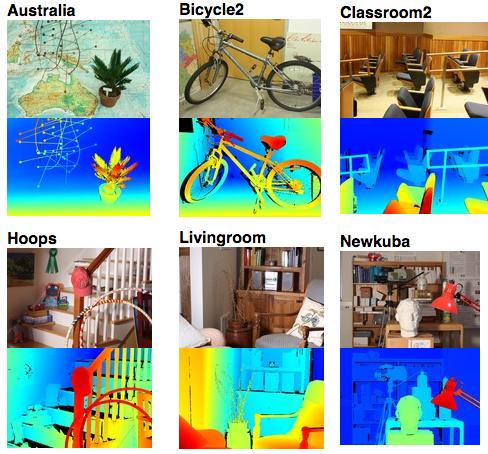 Australia
Bicycle2
Classroom2
Hoops
Livingroom
Newkuba